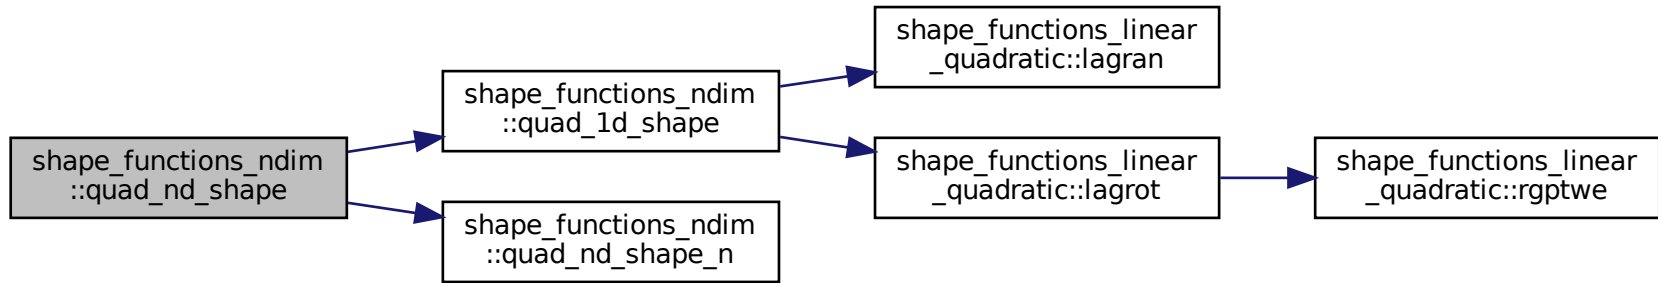 shape_functions_linear
_quadratic::lagran
shape_functions_ndim
::quad_1d_shape
shape_functions_ndim
::quad_nd_shape
shape_functions_linear
_quadratic::lagrot
shape_functions_linear
_quadratic::rgptwe
shape_functions_ndim
::quad_nd_shape_n